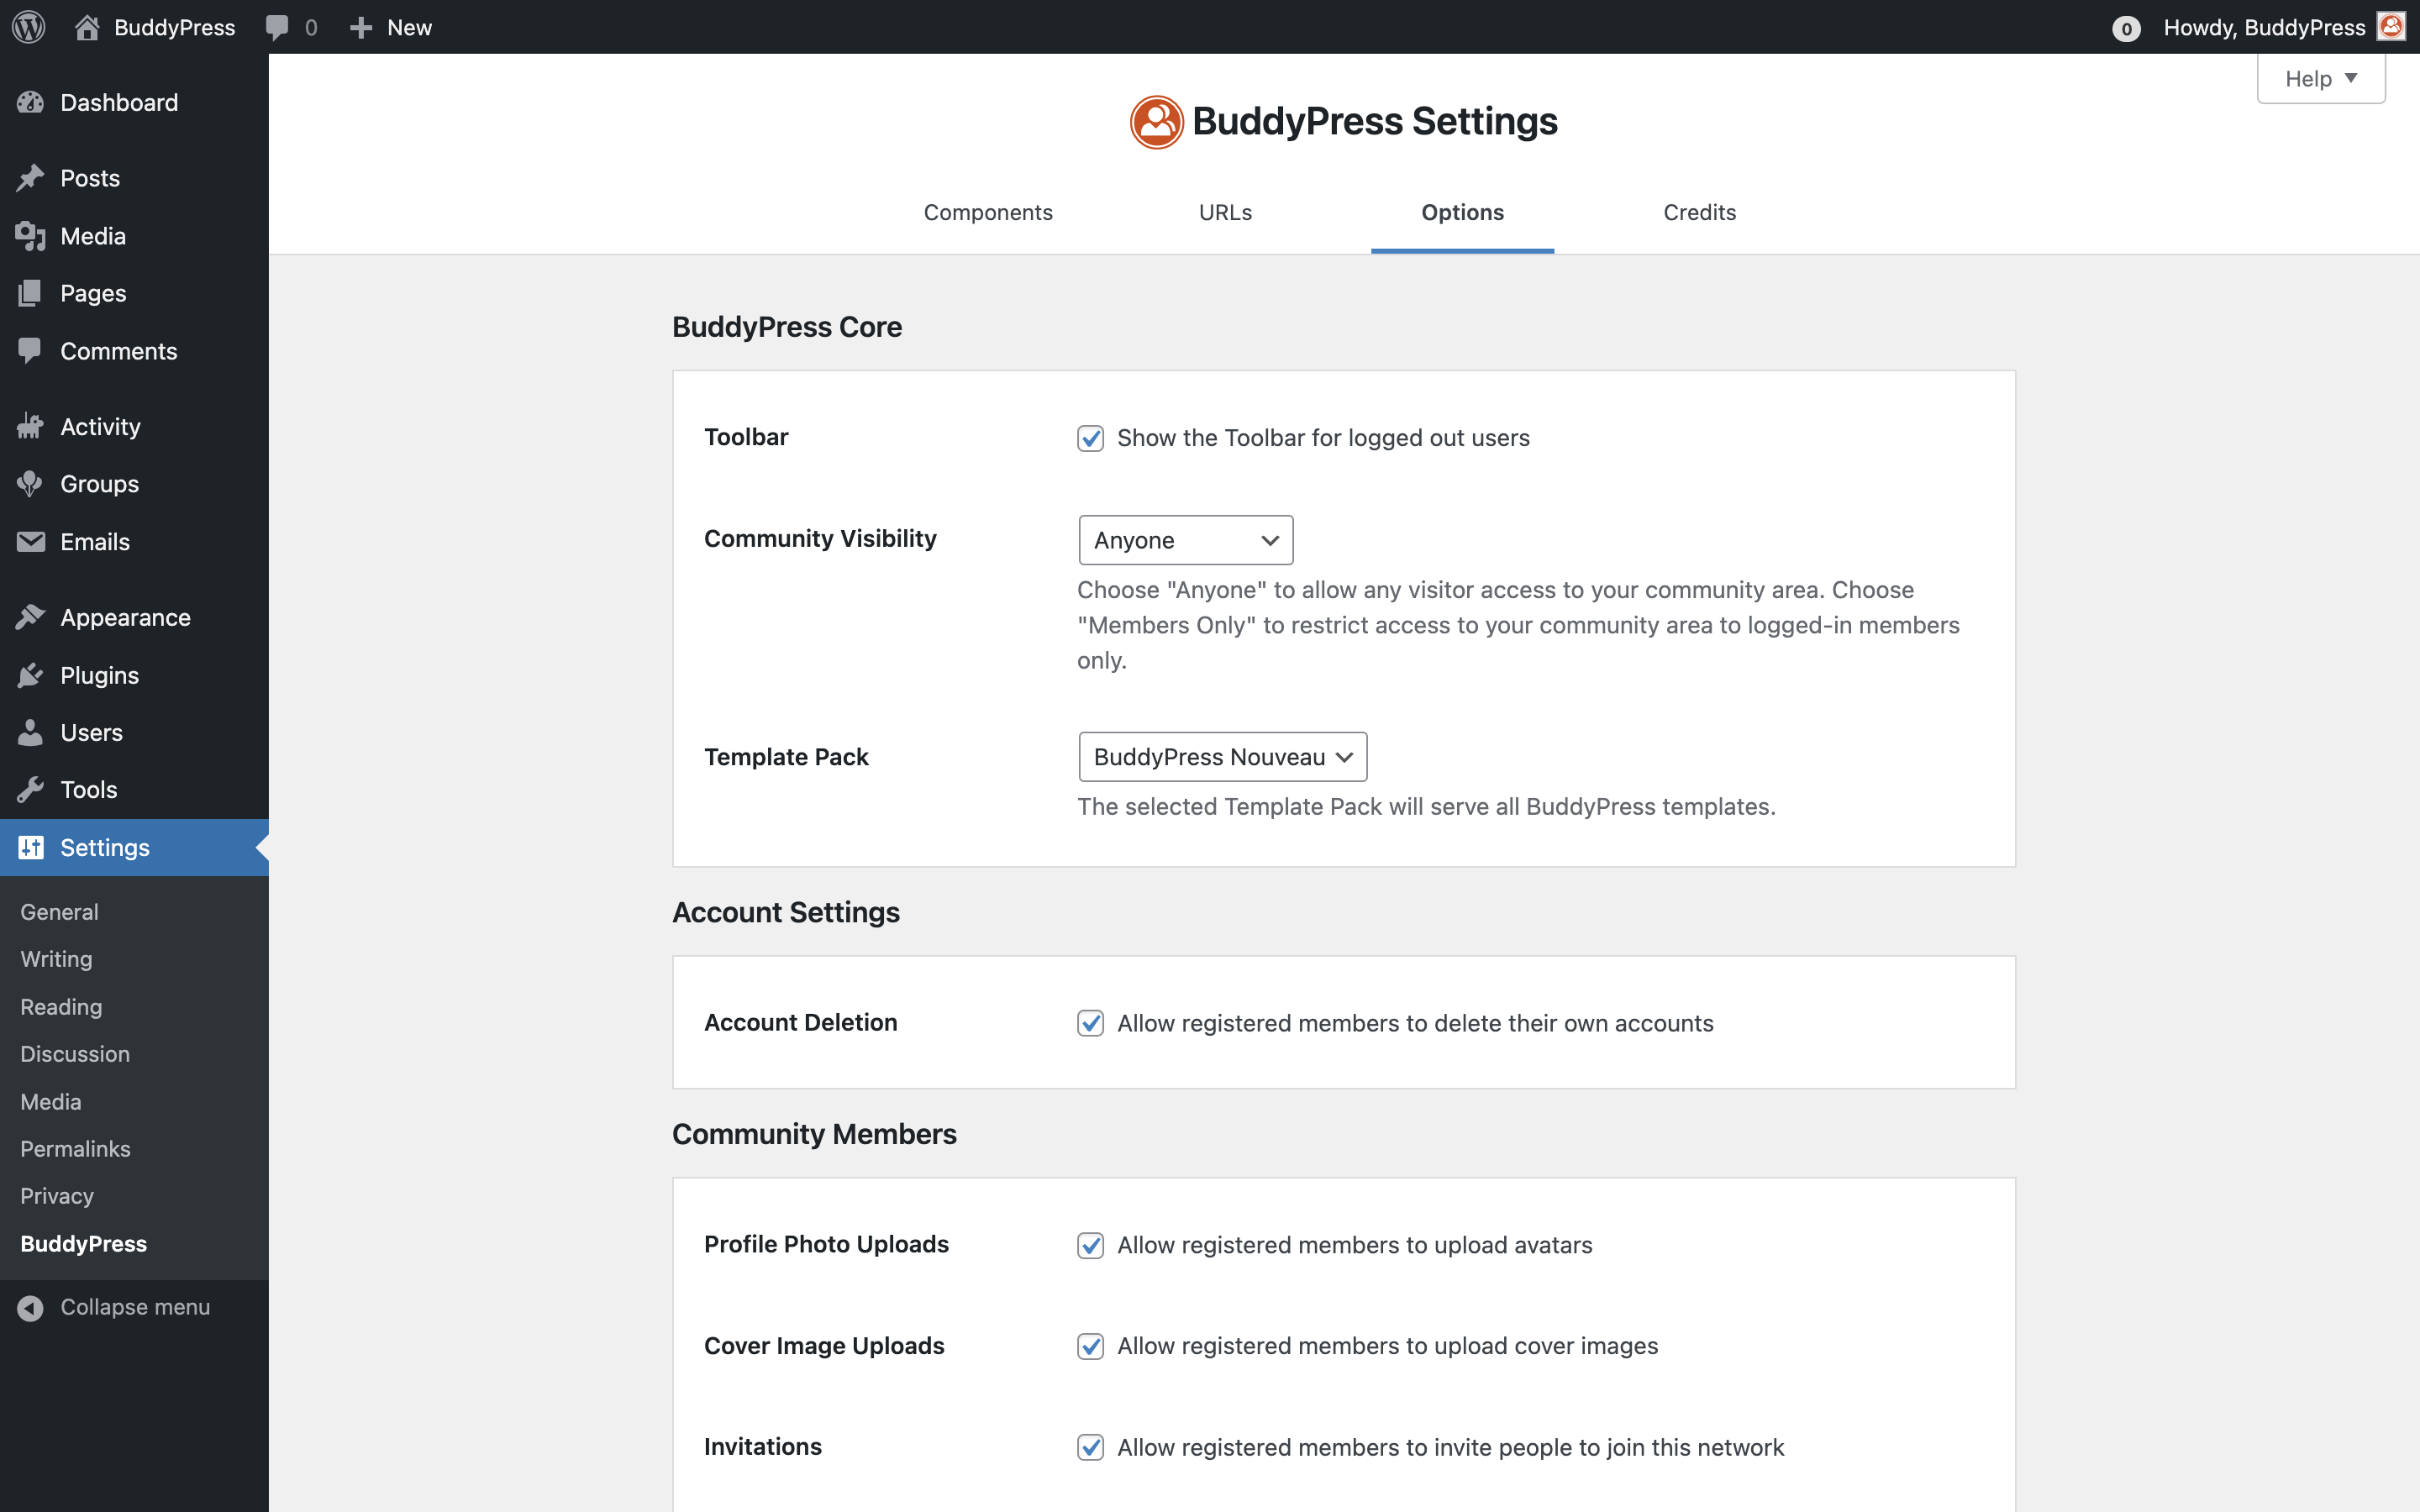 BuddyPress 0 New 0 Howdy, BuddyPress
Help
Dashboard
Posts
Media
Pages
Comments
Activity
Groups
Emails
Appearance
Plugins
Users
Tools
Settings
General
Writing
Reading
Discussion
Media
Permalinks
Privacy
BuddyPress
Collapse menu
BuddyPress Settings
Components URLs Options Credits
BuddyPress Core
Toolbar Show the Toolbar for logged out users
Community Visibility Anyone
Choose "Anyone" to allow any visitor access to your community area. Choose
"Members Only" to restrict access to your community area to logged-in members
only.
Template Pack BuddyPress Nouveau
The selected Template Pack will serve all BuddyPress templates.
Account Settings
Account Deletion Allow registered members to delete their own accounts
Community Members
Profile Photo Uploads Allow registered members to upload avatars
Cover Image Uploads Allow registered members to upload cover images
Invitations Allow registered members to invite people to join this network